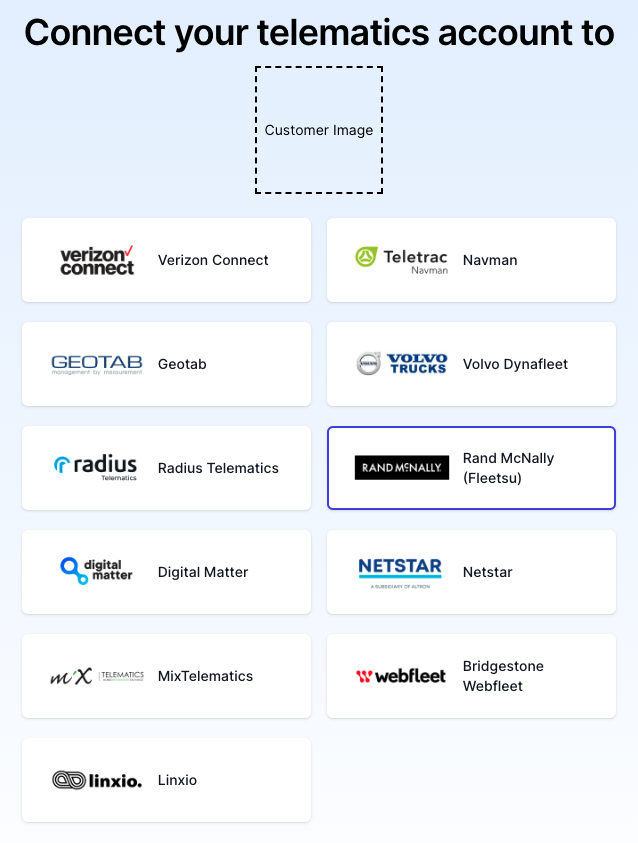 Connect your telematics account to
Customer Image
verizon
connect
Verizon Connect
Teletrac
Navman
Navman
GEOTAB
management by measurement
Geotab
VOLVO
TRUCKS
Volvo Dynafleet
radius
Telematics
Radius Telematics
RAND McNALLY
Rand McNally
(Fleetsu)
digital
matter
Digital Matter
NETSTAR
A SUBSIDIARY OF ALTRON
Netstar
miX TELEMATICS
MixTelematics
webfleet
Bridgestone
Webfleet
linxio.
Linxio